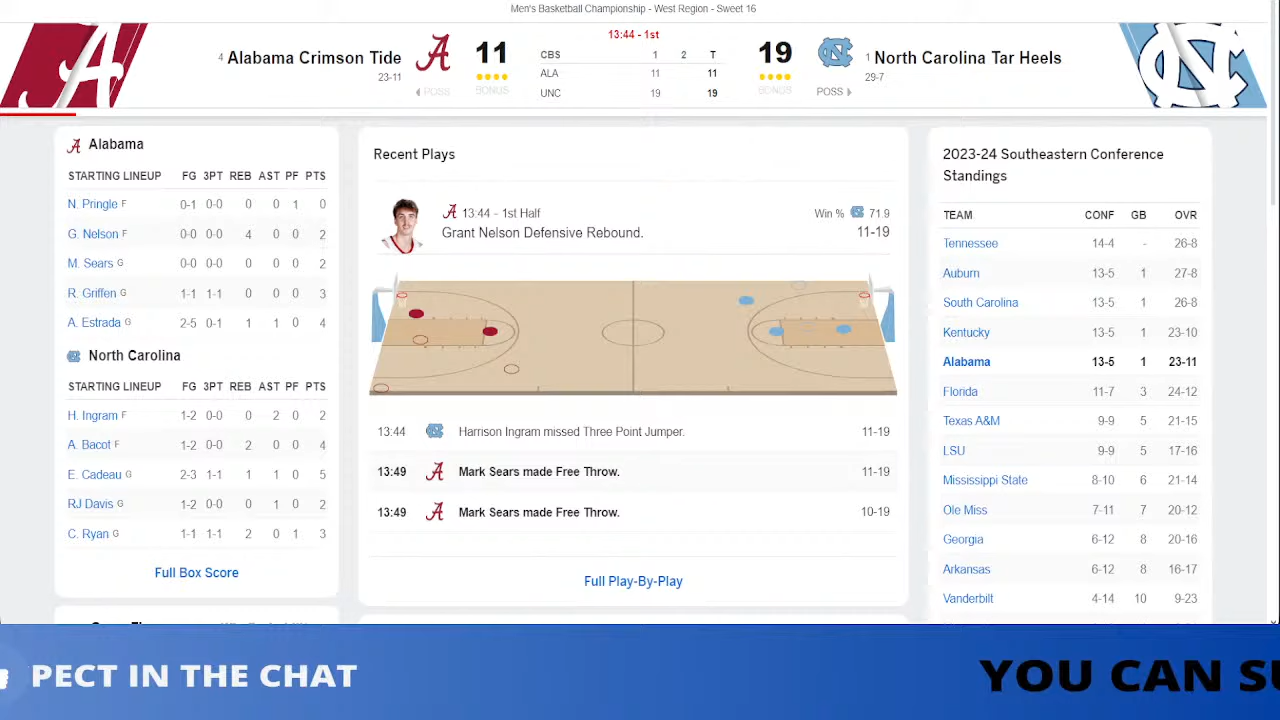 Men's Basketball Championship - West Region - Sweet 16
4 Alabama Crimson Tide
23-11
11
BONUS
POSS
13:44 - 1st
CBS 1 2 T
ALA 11 11
UNC 19 19
19
BONUS
POSS
1 North Carolina Tar Heels
29-7
Alabama
STARTING LINEUP FG 3PT REB AST PF PTS
N. Pringle F 0-1 0-0 0 0 1 0
G. Nelson F 0-0 0-0 4 0 0 2
M. Sears G 0-0 0-0 0 0 0 2
R. Griffen G 1-1 1-1 0 0 0 3
A. Estrada G 2-5 0-1 1 1 0 4
North Carolina
STARTING LINEUP FG 3PT REB AST PF PTS
H. Ingram F 1-2 0-0 0 2 0 2
A. Bacot F 1-2 0-0 2 0 0 4
E. Cadeau G 2-3 1-1 1 1 0 5
RJ Davis G 1-2 0-0 0 1 0 2
C. Ryan G 1-1 1-1 2 0 1 3
Full Box Score
Recent Plays
13:44 - 1st Half
Grant Nelson Defensive Rebound.
Win % 71.9
11-19
13:44 Harrison Ingram missed Three Point Jumper. 11-19
13:49 Mark Sears made Free Throw. 11-19
13:49 Mark Sears made Free Throw. 10-19
Full Play-By-Play
2023-24 Southeastern Conference
Standings
TEAM CONF GB OVR
Tennessee 14-4 - 26-8
Auburn 13-5 1 27-8
South Carolina 13-5 1 26-8
Kentucky 13-5 1 23-10
Alabama 13-5 1 23-11
Florida 11-7 3 24-12
Texas A&M 9-9 5 21-15
LSU 9-9 5 17-16
Mississippi State 8-10 6 21-14
Ole Miss 7-11 7 20-12
Georgia 6-12 8 20-16
Arkansas 6-12 8 16-17
Vanderbilt 4-14 10 9-23
PECT IN THE CHAT
YOU CAN SU